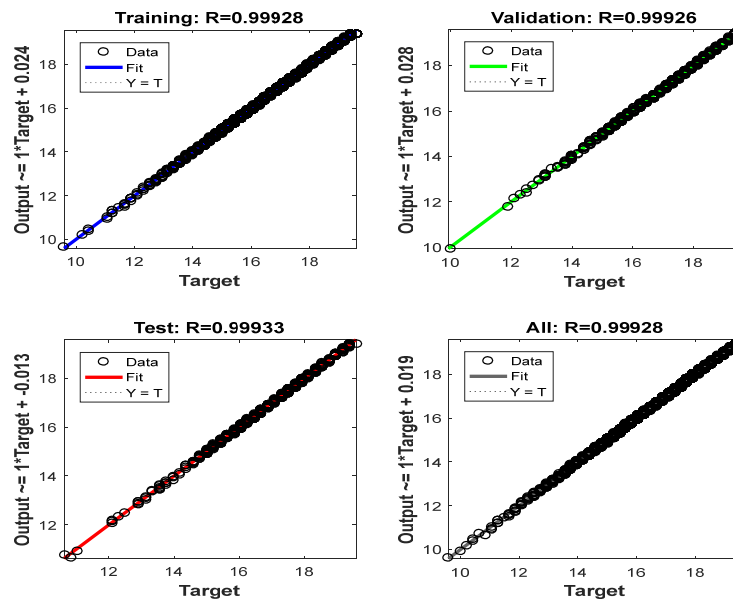 Training: R=0.99928
Output ~= 1*Target + 0.024
Data
Fit
Y = T
18
16
14
12
10
10 12 14 16 18
Target
Validation: R=0.99926
Output ~= 1*Target + 0.028
Data
Fit
Y = T
18
16
14
12
10
10 12 14 16 18
Target
Test: R=0.99933
Output ~= 1*Target + -0.013
Data
Fit
Y = T
18
16
14
12
12 14 16 18
Target
All: R=0.99928
Output ~= 1*Target + 0.019
Data
Fit
Y = T
18
16
14
12
10
10 12 14 16 18
Target